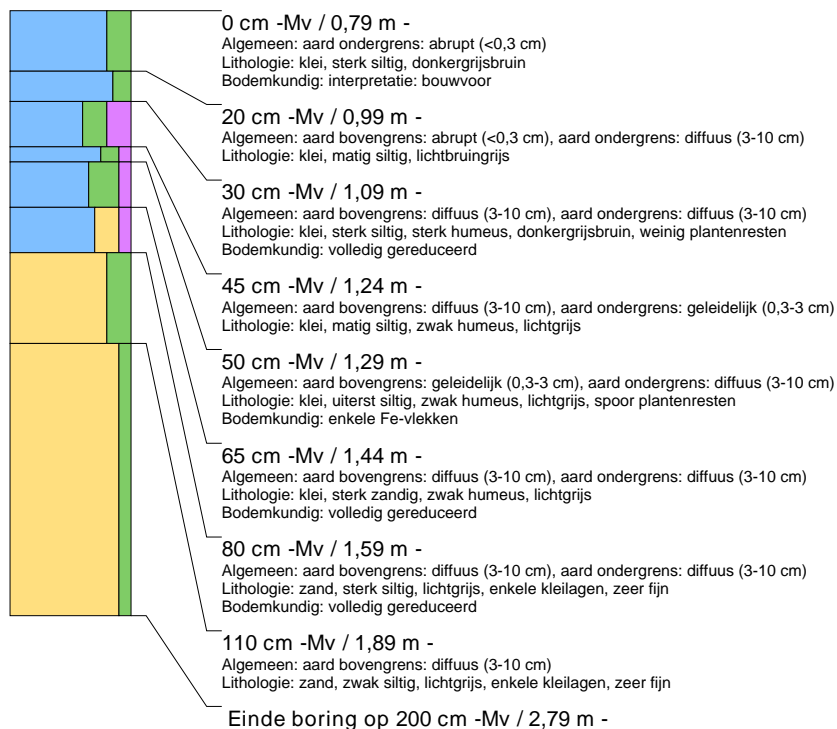 0 cm -Mv / 0,79 m -
Algemeen: aard ondergrens: abrupt (<0,3 cm)
Lithologie: klei, sterk siltig, donkergrijsbruin
Bodemkundig: interpretatie: bouwvoor
20 cm -Mv / 0,99 m -
Algemeen: aard bovengrens: abrupt (<0,3 cm), aard ondergrens: diffuus (3-10 cm)
Lithologie: klei, matig siltig, lichtbruingrijs
30 cm -Mv / 1,09 m -
Algemeen: aard bovengrens: diffuus (3-10 cm), aard ondergrens: diffuus (3-10 cm)
Lithologie: klei, sterk siltig, sterk humeus, donkergrijsbruin, weinig plantenresten
Bodemkundig: volledig gereduceerd
45 cm -Mv / 1,24 m -
Algemeen: aard bovengrens: diffuus (3-10 cm), aard ondergrens: geleidelijk (0,3-3 cm)
Lithologie: klei, matig siltig, zwak humeus, lichtgrijs
50 cm -Mv / 1,29 m -
Algemeen: aard bovengrens: geleidelijk (0,3-3 cm), aard ondergrens: diffuus (3-10 cm)
Lithologie: klei, uiterst siltig, zwak humeus, lichtgrijs, spoor plantenresten
Bodemkundig: enkele Fe-vlekken
65 cm -Mv / 1,44 m -
Algemeen: aard bovengrens: diffuus (3-10 cm), aard ondergrens: diffuus (3-10 cm)
Lithologie: klei, sterk zandig, zwak humeus, lichtgrijs
Bodemkundig: volledig gereduceerd
80 cm -Mv / 1,59 m -
Algemeen: aard bovengrens: diffuus (3-10 cm), aard ondergrens: diffuus (3-10 cm)
Lithologie: zand, sterk siltig, lichtgrijs, enkele kleilagen, zeer fijn
Bodemkundig: volledig gereduceerd
110 cm -Mv / 1,89 m -
Algemeen: aard bovengrens: diffuus (3-10 cm)
Lithologie: zand, zwak siltig, lichtgrijs, enkele kleilagen, zeer fijn
Einde boring op 200 cm -Mv / 2,79 m -